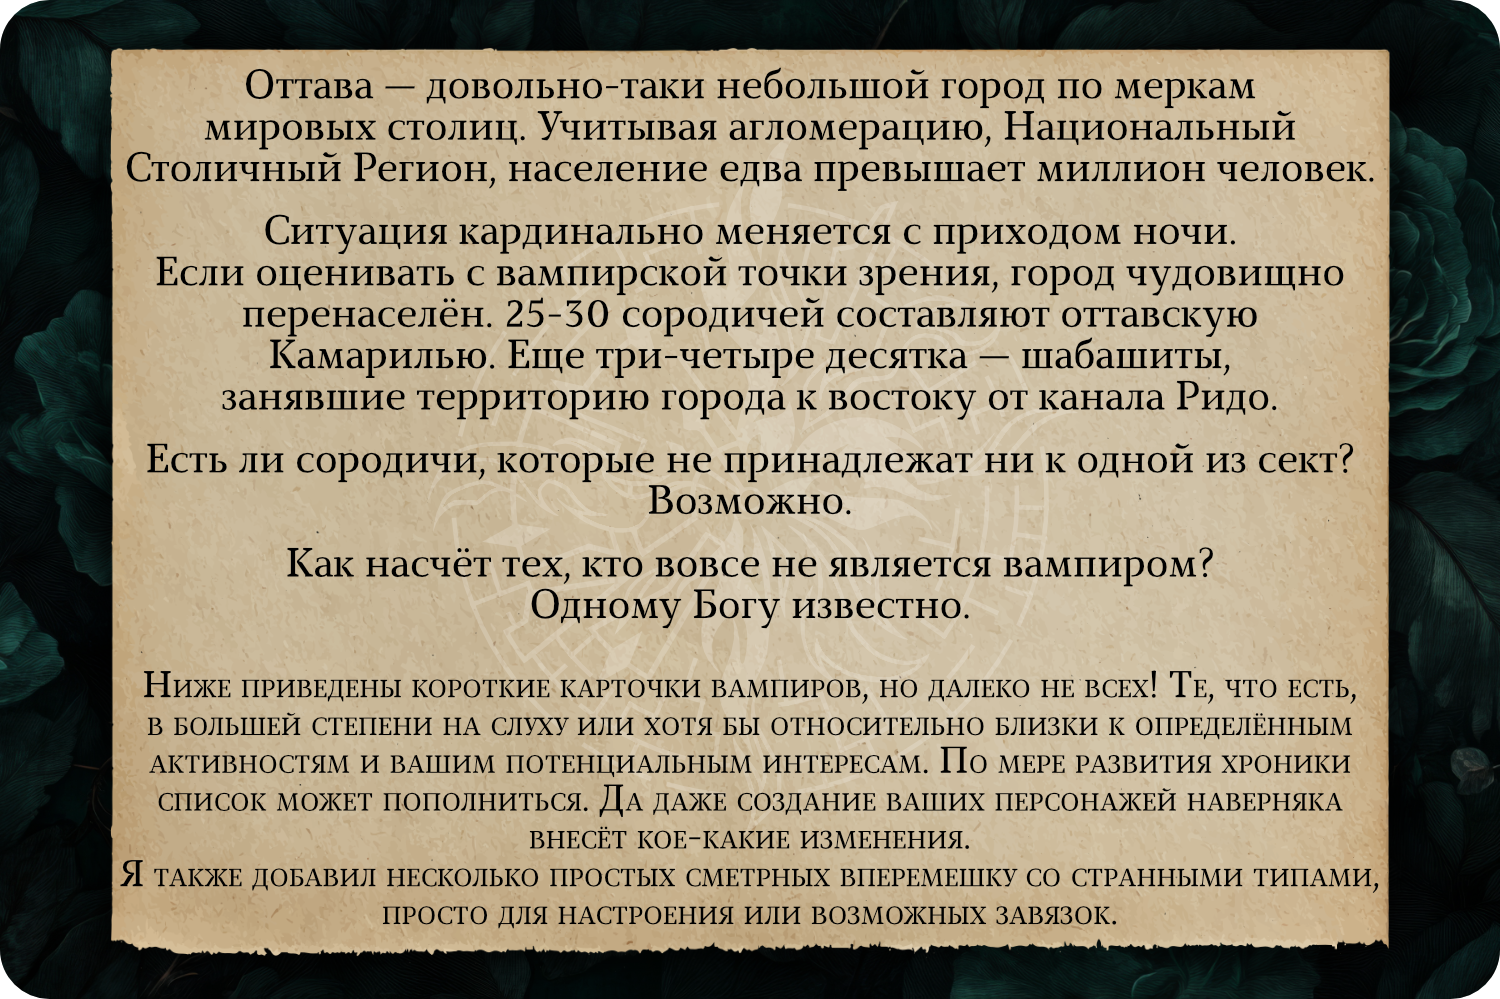 Оттава — довольно-таки небольшой город по меркам
мировых столиц. Учитывая агломерацию, Национальный
Столичный Регион, население едва превышает миллион человек.
Ситуация кардинально меняется с приходом ночи.
Если оценивать с вампирской точки зрения, город чудовищно
перенаселён. 25-30 сородичей составляют оттавскую
Камарилью. Еще три-четыре десятка — шабашиты,
занявшие территорию города к востоку от канала Ридо.
Есть ли сородичи, которые не принадлежат ни к одной из сект?
Возможно.
Как насчёт тех, кто вовсе не является вампиром?
Одному Богу известно.
Ниже приведены короткие карточки вампиров, но далеко не всех! Те, что есть,
в большей степени на слуху или хотя бы относительно близки к определённым
активностям и вашим потенциальным интересам. По мере развития хроники
список может пополниться. Да даже создание ваших персонажей наверняка
внесёт кое-какие изменения.
Я также добавил несколько простых сметрных вперемешку со странными типами,
просто для настроения или возможных завязок.